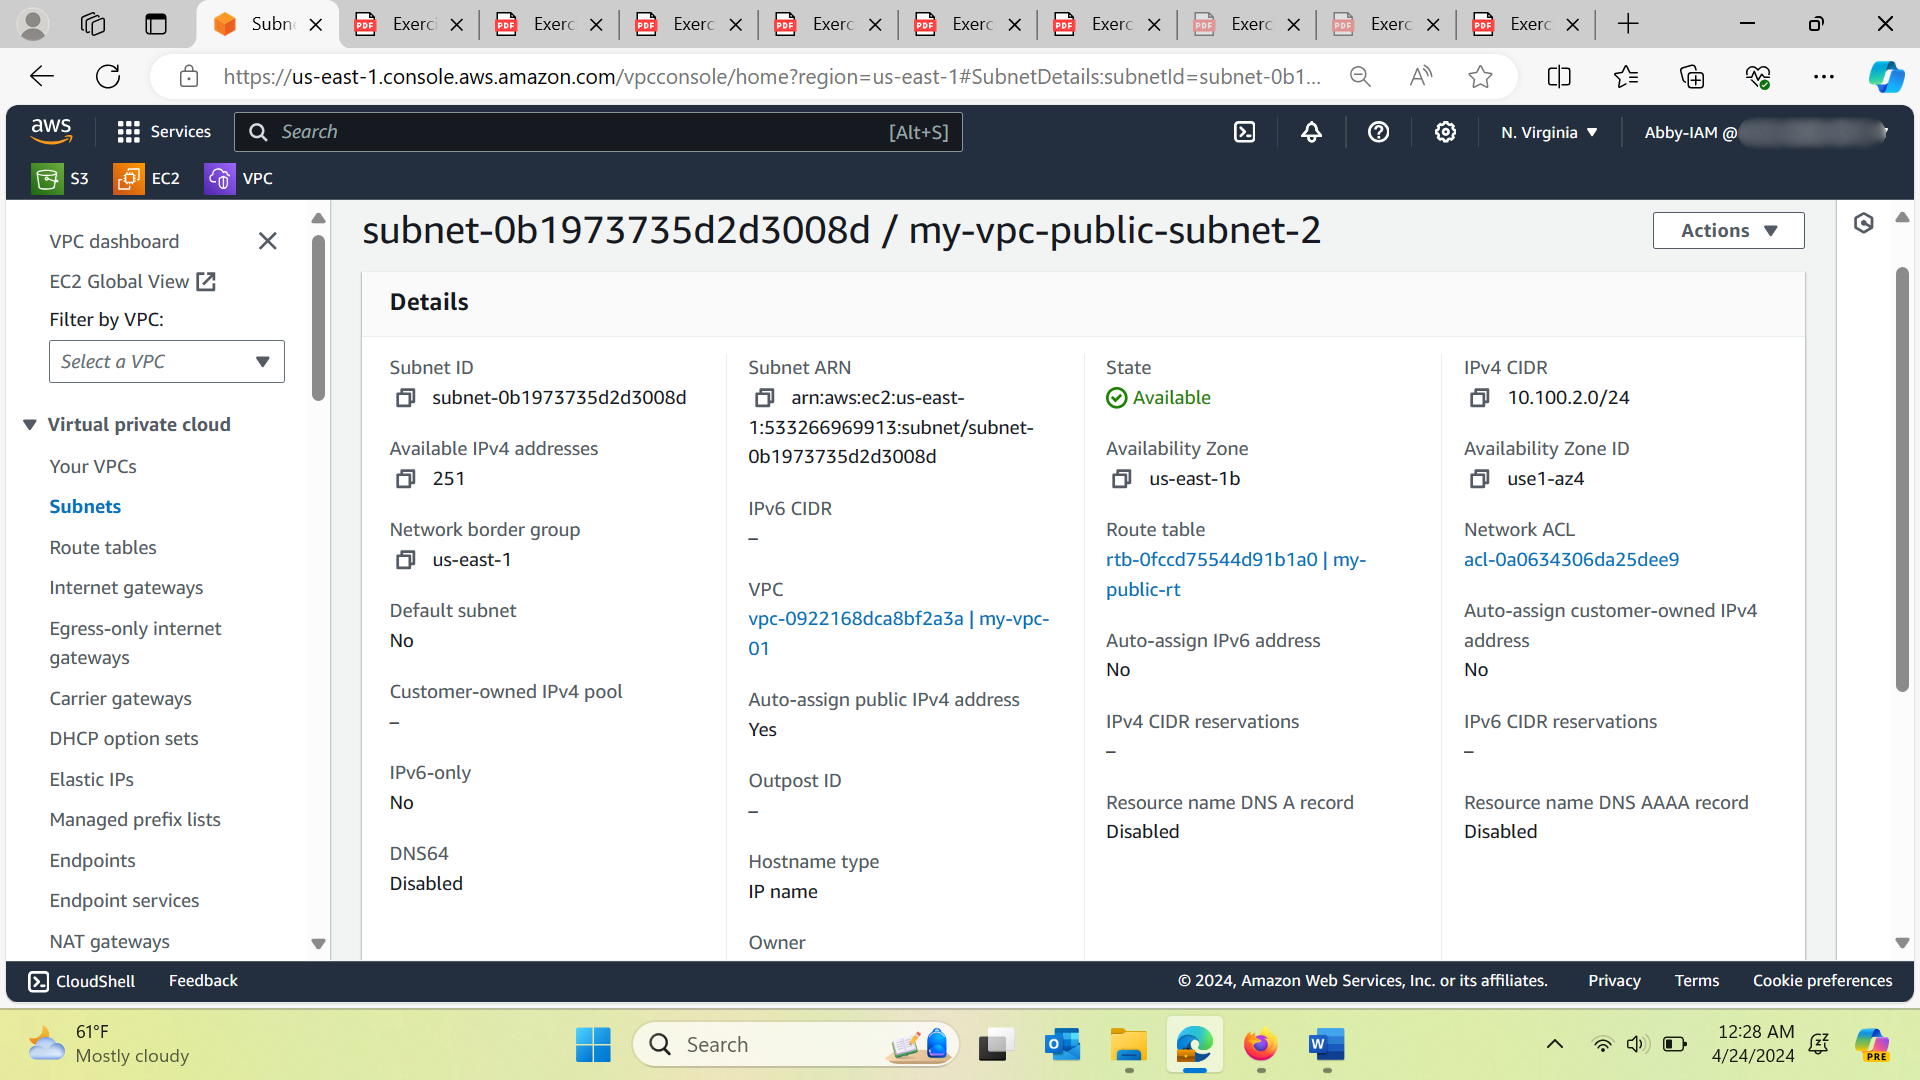 Subn
Exerci
Exerc
Exerc
Exerc
Exerc
Exerc
Exerc
Exerc
Exerc
https://us-east-1.console.aws.amazon.com/vpcconsole/home?region=us-east-1#SubnetDetails:subnetId=subnet-0b1...
aws
Services
Search
[Alt+S]
N. Virginia
Abby-IAM @
S3
EC2
VPC
VPC dashboard
EC2 Global View
Filter by VPC:
Select a VPC
Virtual private cloud
Your VPCs
Subnets
Route tables
Internet gateways
Egress-only internet
gateways
Carrier gateways
DHCP option sets
Elastic IPs
Managed prefix lists
Endpoints
Endpoint services
NAT gateways
subnet-0b1973735d2d3008d / my-vpc-public-subnet-2
Actions
Details
Subnet ID
subnet-0b1973735d2d3008d
Available IPv4 addresses
251
Network border group
us-east-1
Default subnet
No
Customer-owned IPv4 pool
–
IPv6-only
No
DNS64
Disabled
Subnet ARN
arn:aws:ec2:us-east-
1:533266969913:subnet/subnet-
0b1973735d2d3008d
IPv6 CIDR
–
VPC
vpc-0922168dca8bf2a3a | my-vpc-
01
Auto-assign public IPv4 address
Yes
Outpost ID
–
Hostname type
IP name
Owner
State
Available
Availability Zone
us-east-1b
Route table
rtb-0fccd75544d91b1a0 | my-
public-rt
Auto-assign IPv6 address
No
IPv4 CIDR reservations
–
Resource name DNS A record
Disabled
IPv4 CIDR
10.100.2.0/24
Availability Zone ID
use1-az4
Network ACL
acl-0a0634306da25dee9
Auto-assign customer-owned IPv4
address
No
IPv6 CIDR reservations
–
Resource name DNS AAAA record
Disabled
CloudShell
Feedback
© 2024, Amazon Web Services, Inc. or its affiliates.
Privacy
Terms
Cookie preferences
61°F
Mostly cloudy
Search
12:28 AM
4/24/2024
PRE